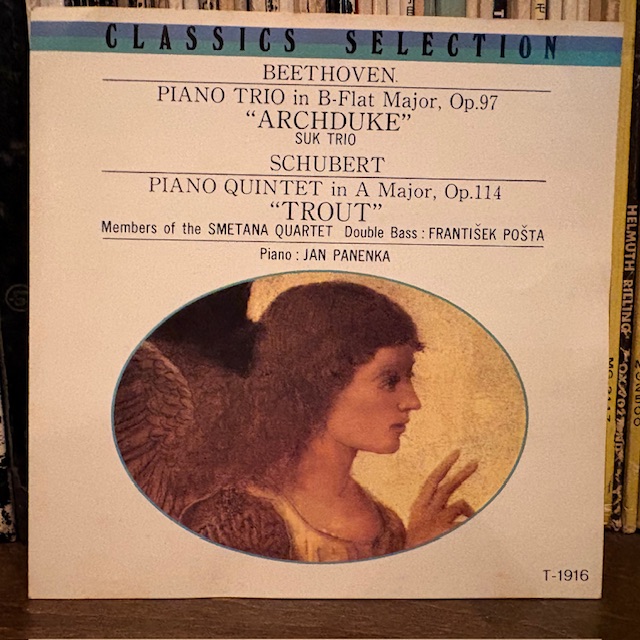 CLASSICS SELECTION
BEETHOVEN
PIANO TRIO in B-Flat Major, Op.97
“ARCHDUKE”
SUK TRIO
SCHUBERT
PIANO QUINTET in A Major, Op.114
“TROUT”
Members of the SMETANA QUARTET Double Bass : FRANTIŠEK POŠTA
Piano : JAN PANENKA
T-1916
HELMUTH RILLING